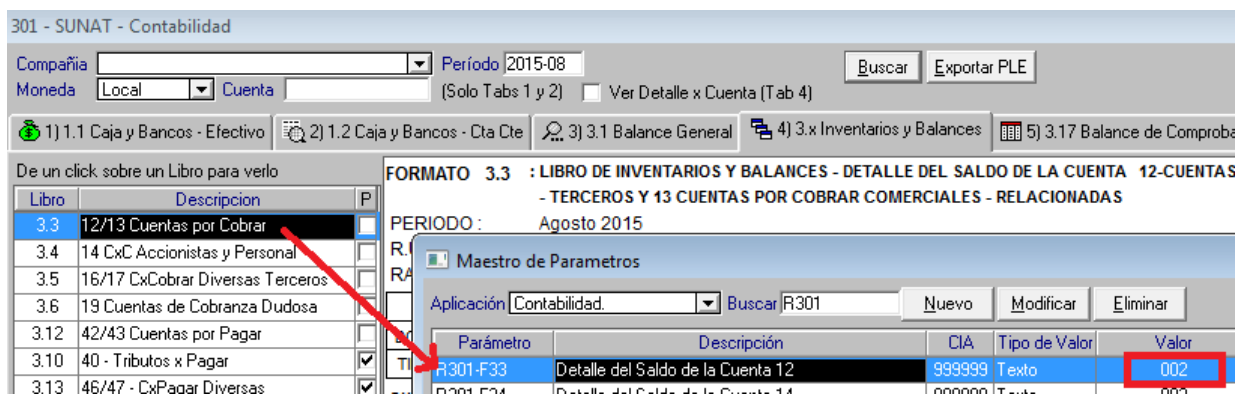 301 - SUNAT - Contabilidad
Compañia Período 2015-08 Buscar Exportar PLE
Moneda Local Cuenta (Solo Tabs 1 y 2) Ver Detalle x Cuenta (Tab 4)
1) 1.1 Caja y Bancos - Efectivo 2) 1.2 Caja y Bancos - Cta Cte 3) 3.1 Balance General 4) 3.x Inventarios y Balances 5) 3.17 Balance de Comproba
De un click sobre un Libro para verlo
Libro Descripcion P
3.3 12/13 Cuentas por Cobrar
3.4 14 CxC Accionistas y Personal
3.5 16/17 CxCobrar Diversas Terceros
3.6 19 Cuentas de Cobranza Dudosa
3.12 42/43 Cuentas por Pagar
3.10 40 - Tributos x Pagar
3.13 46/47 - CxPagar Diversas
FORMATO 3.3 : LIBRO DE INVENTARIOS Y BALANCES - DETALLE DEL SALDO DE LA CUENTA 12-CUENTAS
- TERCEROS Y 13 CUENTAS POR COBRAR COMERCIALES - RELACIONADAS
PERIODO : Agosto 2015
Maestro de Parametros
Aplicación Contabilidad. Buscar R301 Nuevo Modificar Eliminar
Parámetro Descripción CIA Tipo de Valor Valor
R301-F33 Detalle del Saldo de la Cuenta 12 999999 Texto 002